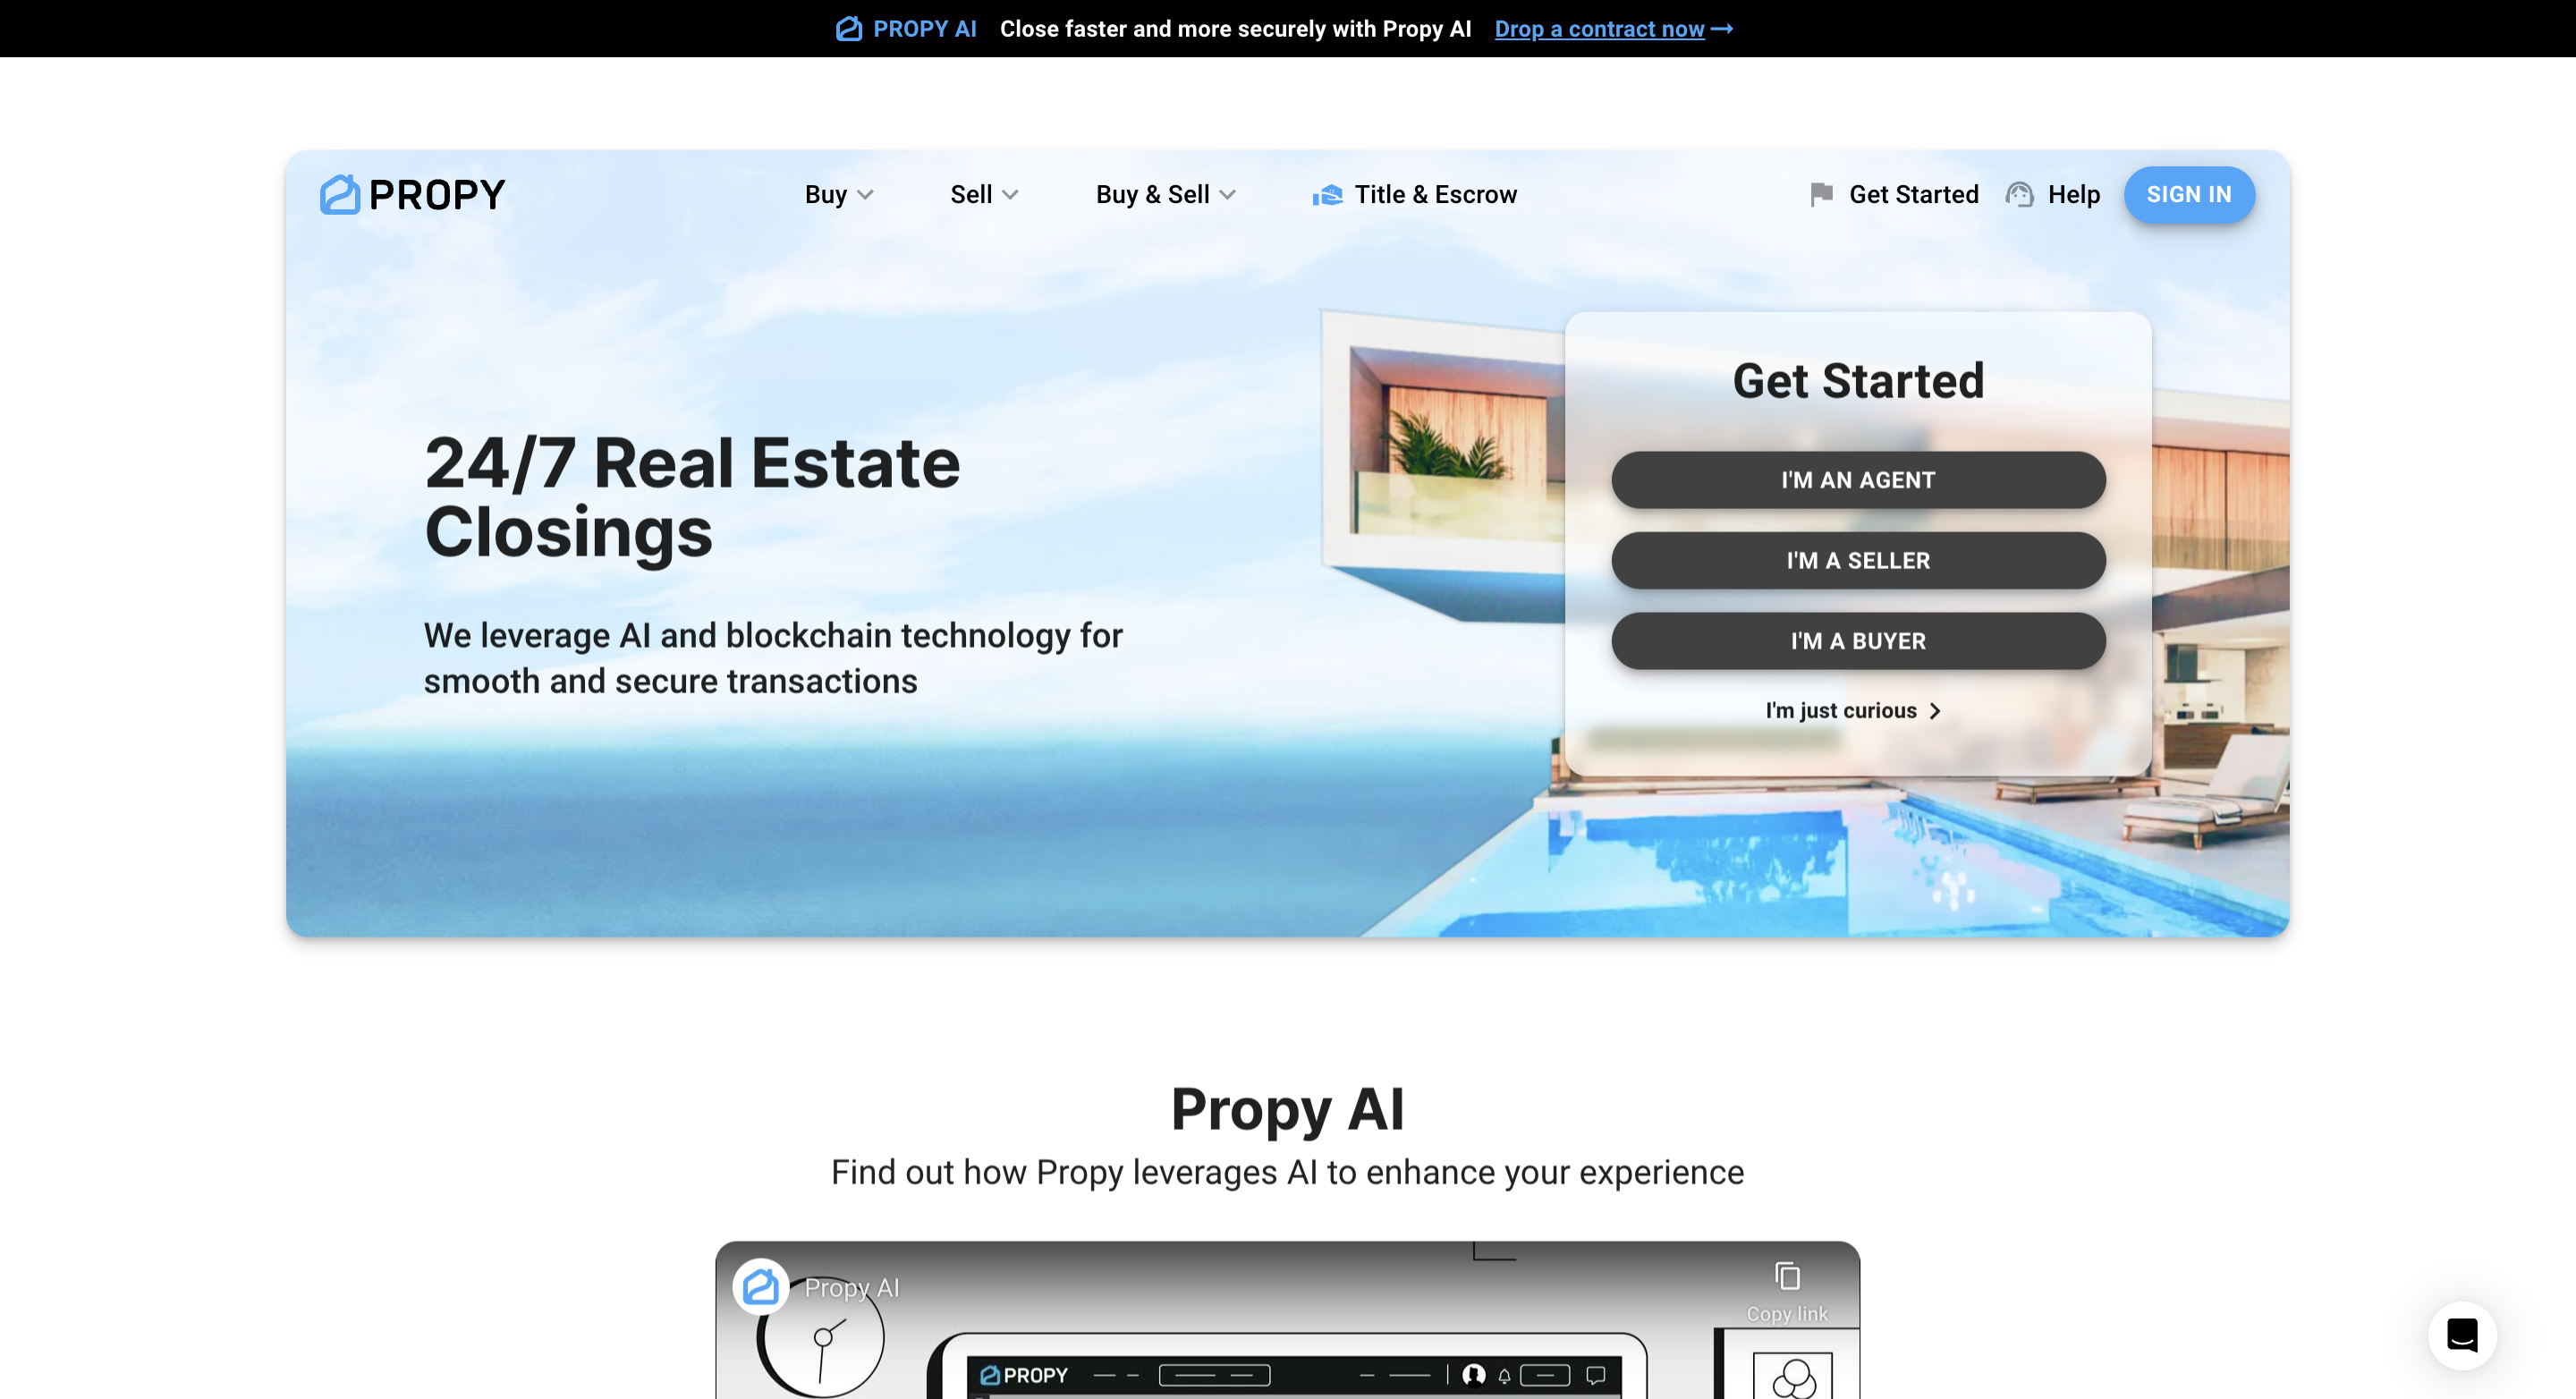 PROPY AI Close faster and more securely with Propy AI Drop a contract now →
PROPY
Buy
Sell
Buy & Sell
Title & Escrow
Get Started
Help
SIGN IN
24/7 Real Estate
Closings
We leverage AI and blockchain technology for
smooth and secure transactions
Get Started
I'M AN AGENT
I'M A SELLER
I'M A BUYER
I'm just curious
Propy AI
Find out how Propy leverages AI to enhance your experience
Propy AI
Copy link
PROPY